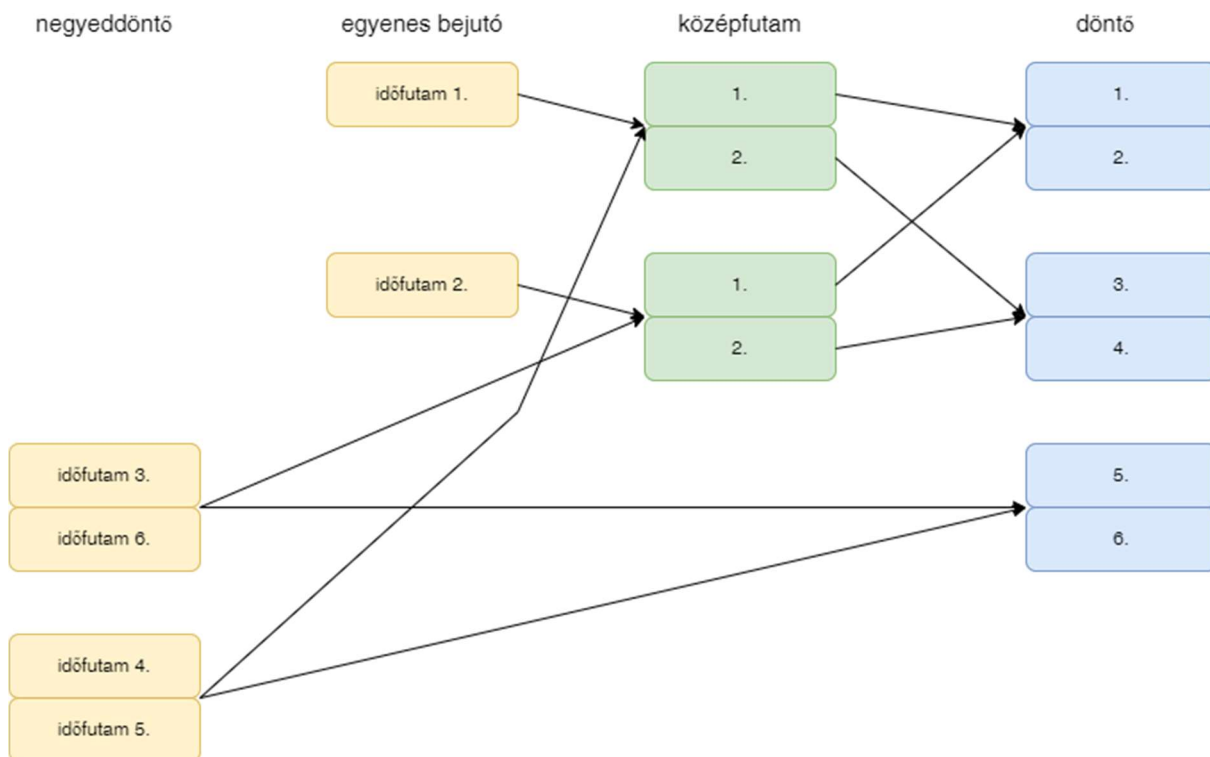 negyeddöntő
egyenes bejutó
középfutam
döntő
időfutam 1.
1.
1.
2.
2.
időfutam 2.
1.
3.
2.
4.
időfutam 3.
5.
időfutam 6.
6.
időfutam 4.
időfutam 5.